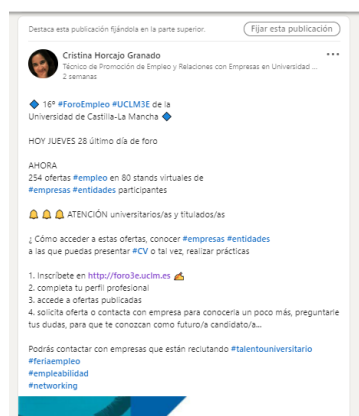 Destaca esta publicación fijándola en la parte superior.
Fijar esta publicación
Cristina Horcajo Granado
Técnico de Promoción de Empleo y Relaciones con Empresas en Universidad ...
2 semanas
16º #ForoEmpleo #UCLM3E de la
Universidad de Castilla-La Mancha
HOY JUEVES 28 último día de foro
AHORA
254 ofertas #empleo en 80 stands virtuales de
#empresas #entidades participantes
ATENCIÓN universitarios/as y titulados/as
¿ Cómo acceder a estas ofertas, conocer #empresas #entidades
a las que puedas presentar #CV o tal vez, realizar prácticas
1. Inscríbete en http://foro3e.uclm.es
2. completa tu perfil profesional
3. accede a ofertas publicadas
4. solicita oferta o contacta con empresa para conocerla un poco más, preguntarle
tus dudas, para que te conozcan como futuro/a candidato/a...
Podrás contactar con empresas que están reclutando #talentouniversitario
#feriaempleo
#empleabilidad
#networking